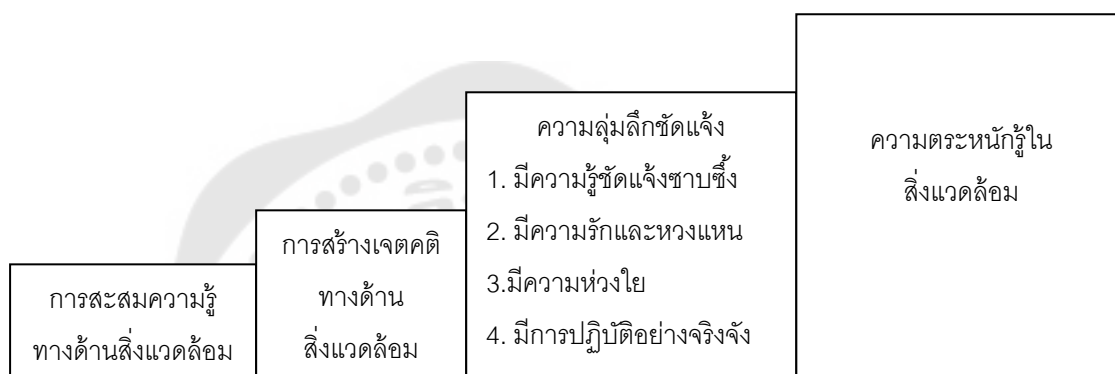 การสะสมความรู้
ทางด้านสิ่งแวดล้อม
การสร้างเจตคติ
ทางด้าน
สิ่งแวดล้อม
ความลุ่มลึกชัดแจ้ง
1. มีความรู้ชัดแจ้งซาบซึ้ง
2. มีความรักและหวงแหน
3.มีความห่วงใย
4. มีการปฏิบัติอย่างจริงจัง
ความตระหนักรู้ใน
สิ่งแวดล้อม